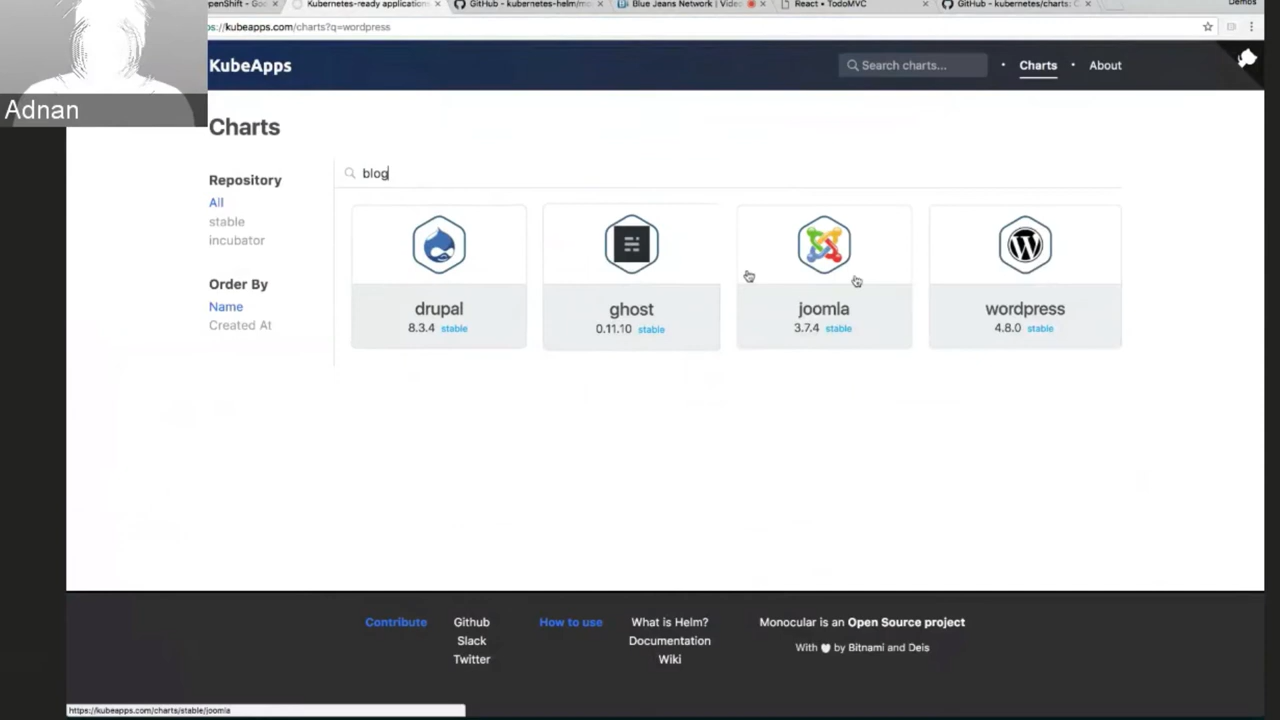 penShift - Goo
Kubernetes-ready application
GitHub - kubernetes-helm/mo
Blue Jeans Network | Video
React • TodoMVC
GitHub - kubernetes/charts: C
Demos
s://kubeapps.com/charts?q=wordpress
Adnan
KubeApps
Search charts...
Charts
About
Charts
blog
Repository
All
stable
incubator
Order By
Name
Created At
drupal
8.3.4 stable
ghost
0.11.10 stable
joomla
3.7.4 stable
wordpress
4.8.0 stable
Contribute
Github
Slack
Twitter
How to use
What is Helm?
Documentation
Wiki
Monocular is an Open Source project
With by Bitnami and Deis
https://kubeapps.com/charts/stable/joomla